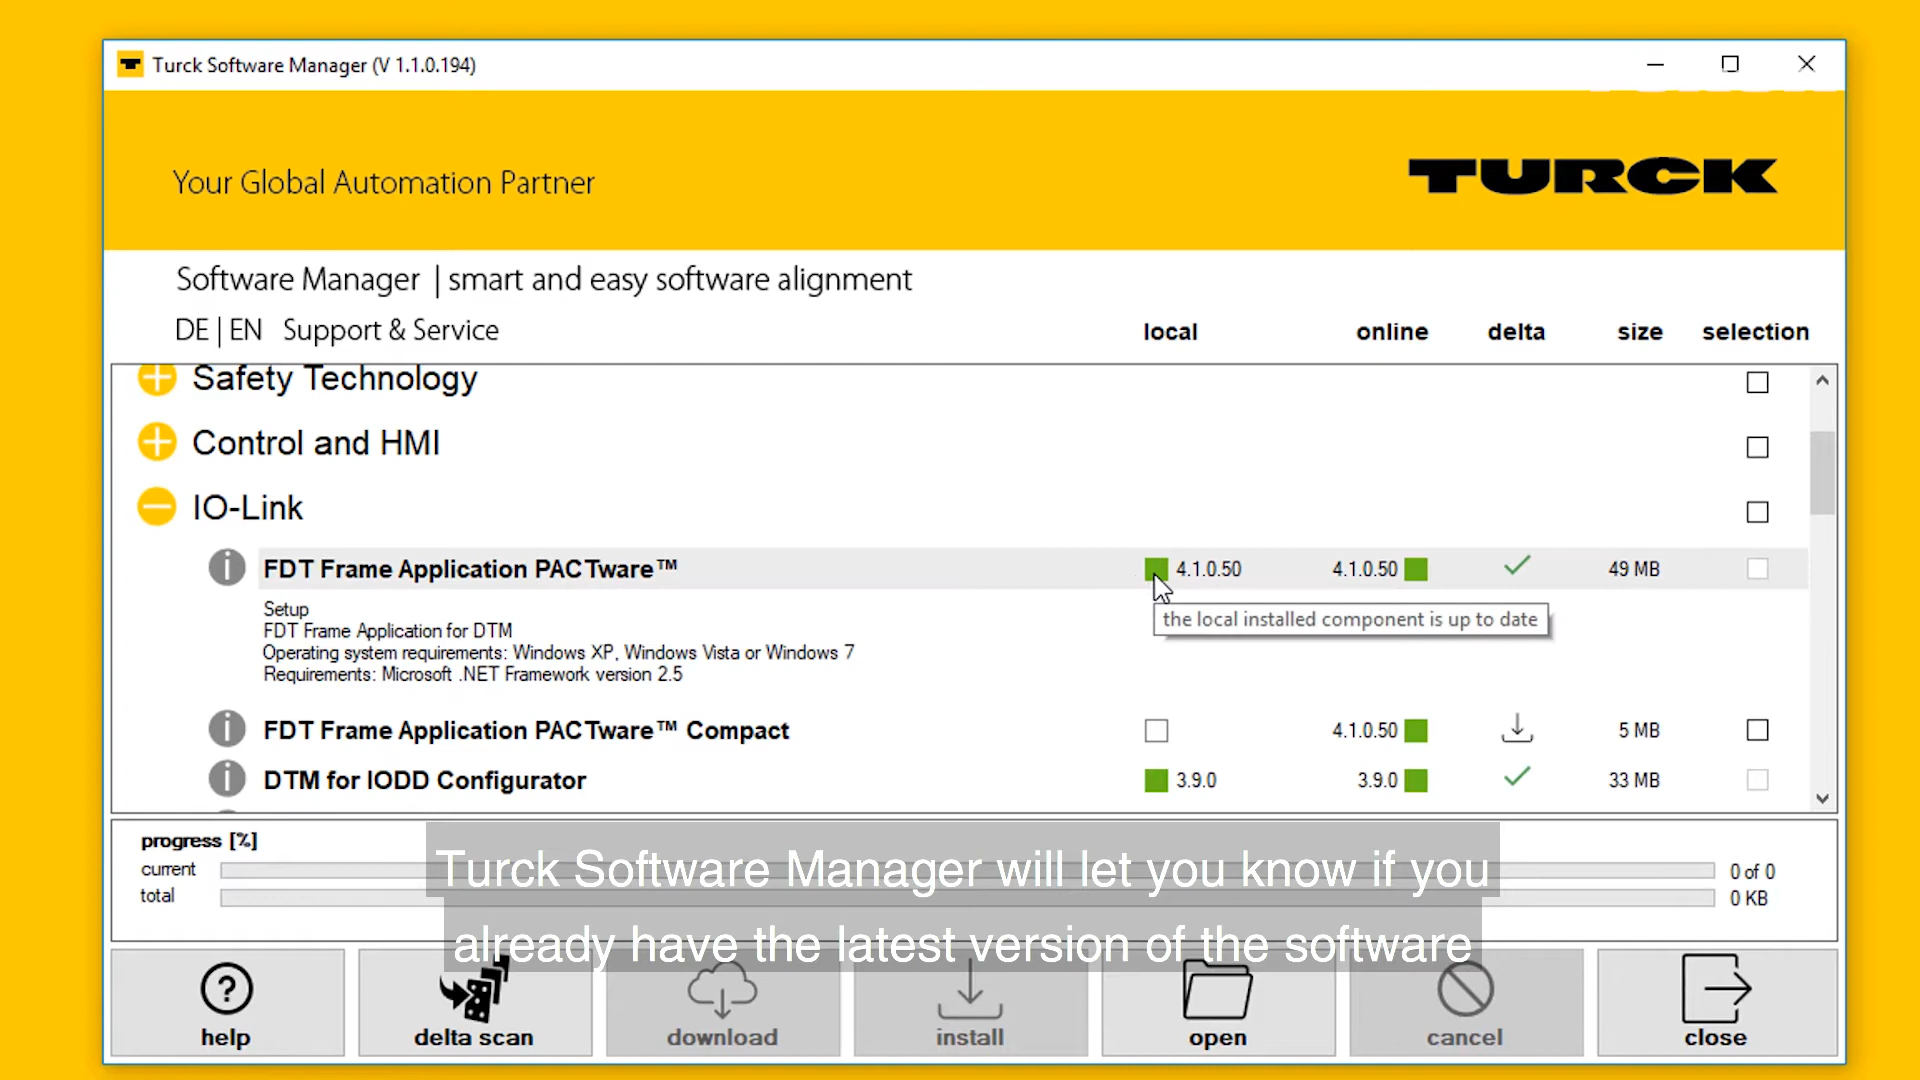 Turck Software Manager (V 1.1.0.194)
Your Global Automation Partner
TURCK
Software Manager | smart and easy software alignment
DE | EN Support & Service
local online delta size selection
Safety Technology
Control and HMI
IO-Link
FDT Frame Application PACTware™ 4.1.0.50 4.1.0.50 49 MB
the local installed component is up to date
Setup
FDT Frame Application for DTM
Operating system requirements: Windows XP, Windows Vista or Windows 7
Requirements: Microsoft .NET Framework version 2.5
FDT Frame Application PACTware™ Compact 4.1.0.50 5 MB
DTM for IODD Configurator 3.9.0 3.9.0 33 MB
progress [%]
current 0 of 0
total 0 KB
Turck Software Manager will let you know if you
already have the latest version of the software
help delta scan download install open cancel close